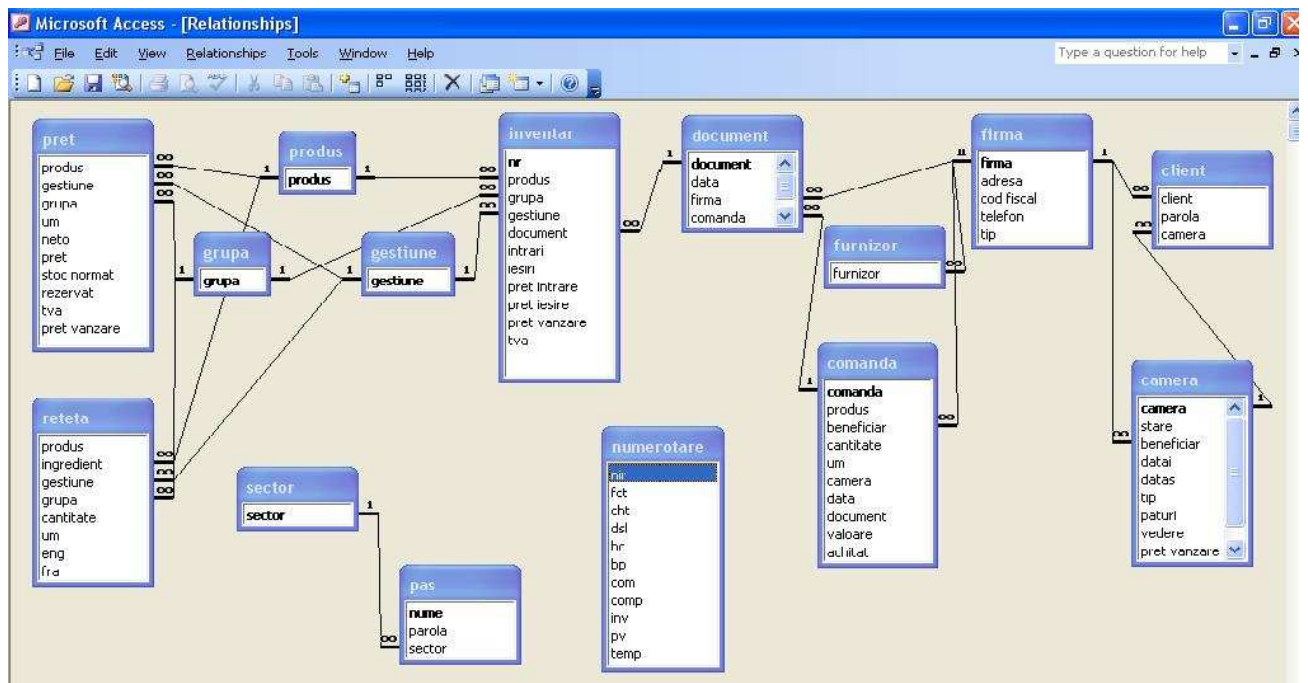 Microsoft Access - [Relationships]
File Edit View Relationships Tools Window Help
Type a question for help
pret
produs
gestiune
grupa
um
neto
pret
stoc normat
rezervat
tva
pret vanzare
produs
produs
grupa
grupa
gestiune
gestiune
inventar
nr
produs
grupa
gestiune
document
intrari
iesiri
pret intrare
pret iesire
pret vanzare
tva
document
document
data
firma
comanda
firma
firma
adresa
cod fiscal
telefon
tip
client
client
parola
camera
furnizor
furnizor
reteta
produs
ingredient
gestiune
grupa
cantitate
um
eng
fra
sector
sector
pas
nume
parola
sector
numerotare
nir
fct
cht
dsl
bp
com
comp
inv
pv
temp
comanda
comanda
produs
beneficiar
cantitate
um
camera
data
document
valoare
achitat
camera
camera
stare
beneficiar
datai
datas
tip
paturi
vedere
pret vanzare